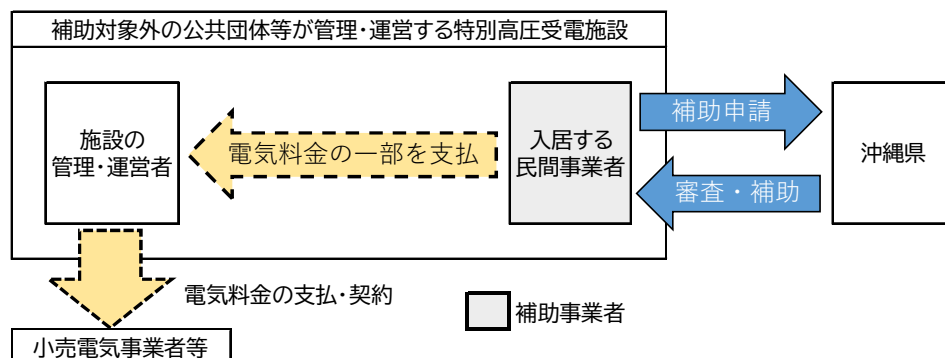 補助対象外の公共団体等が管理・運営する特別高圧受電施設
施設の
管理・運営者
電気料金の一部を支払
入居する
民間事業者
補助申請
審査・補助
沖縄県
電気料金の支払・契約
補助事業者
小売電気事業者等